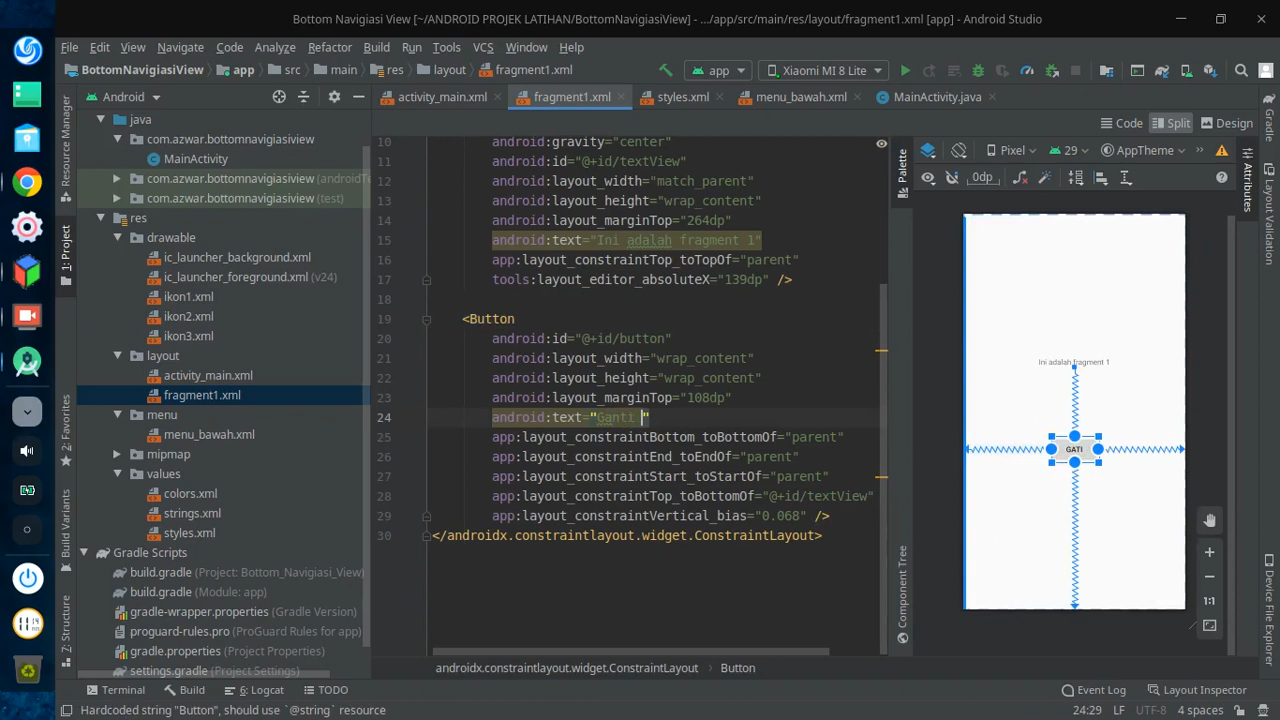 Bottom Navigiasi View [~/ANDROID PROJEK LATIHAN/BottomNavigiasiView] - .../app/src/main/res/layout/fragment1.xml [app] - Android Studio
File Edit View Navigate Code Analyze Refactor Build Run Tools VCS Window Help
BottomNavigiasiView app src main res layout fragment1.xml app Xiaomi MI 8 Lite
Android activity_main.xml fragment1.xml styles.xml menu_bawah.xml MainActivity.java
Code Split Design
Pixel 29 AppTheme
0dp
Resource Manager
1: Project
2: Favorites
Build Variants
7: Structure
java
com.azwar.bottomnavigiasiview
MainActivity
com.azwar.bottomnavigiasiview (androidTe
com.azwar.bottomnavigiasiview (test)
res
drawable
ic_launcher_background.xml
ic_launcher_foreground.xml (v24)
ikon1.xml
ikon2.xml
ikon3.xml
layout
activity_main.xml
fragment1.xml
menu
menu_bawah.xml
mipmap
values
colors.xml
strings.xml
styles.xml
Gradle Scripts
build.gradle (Project: Bottom_Navigiasi_View)
build.gradle (Module: app)
gradle-wrapper.properties (Gradle Version)
proguard-rules.pro (ProGuard Rules for app)
gradle.properties (Project Properties)
settings.gradle (Project Settings)
10 android:gravity="center"
11 android:id="@+id/textView"
12 android:layout_width="match_parent"
13 android:layout_height="wrap_content"
14 android:layout_marginTop="264dp"
15 android:text="Ini adalah fragment 1"
16 app:layout_constraintTop_toTopOf="parent"
17 tools:layout_editor_absoluteX="139dp" />
18
19 <Button
20 android:id="@+id/button"
21 android:layout_width="wrap_content"
22 android:layout_height="wrap_content"
23 android:layout_marginTop="108dp"
24 android:text="Ganti "
25 app:layout_constraintBottom_toBottomOf="parent"
26 app:layout_constraintEnd_toEndOf="parent"
27 app:layout_constraintStart_toStartOf="parent"
28 app:layout_constraintTop_toBottomOf="@+id/textView"
29 app:layout_constraintVertical_bias="0.068" />
30 </androidx.constraintlayout.widget.ConstraintLayout>
androidx.constraintlayout.widget.ConstraintLayout Button
Palette
Component Tree
Ini adalah fragment 1
GATI
1:1
Gradle
Attributes
Layout Validation
Device File Explorer
Terminal Build 6: Logcat TODO Event Log Layout Inspector
Hardcoded string "Button", should use `@string` resource 24:29 LF UTF-8 4 spaces